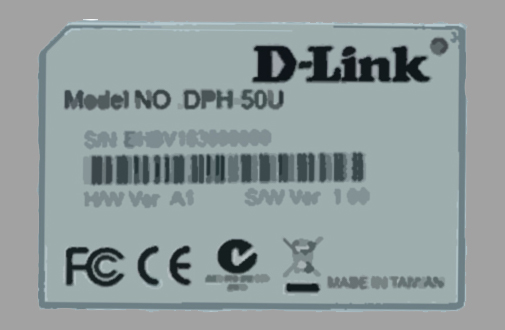 D-Link
Model NO DPH-50U
S/N
H/W Ver A1 S/W Ver 1.00
FC CE
MADE IN TAIWAN